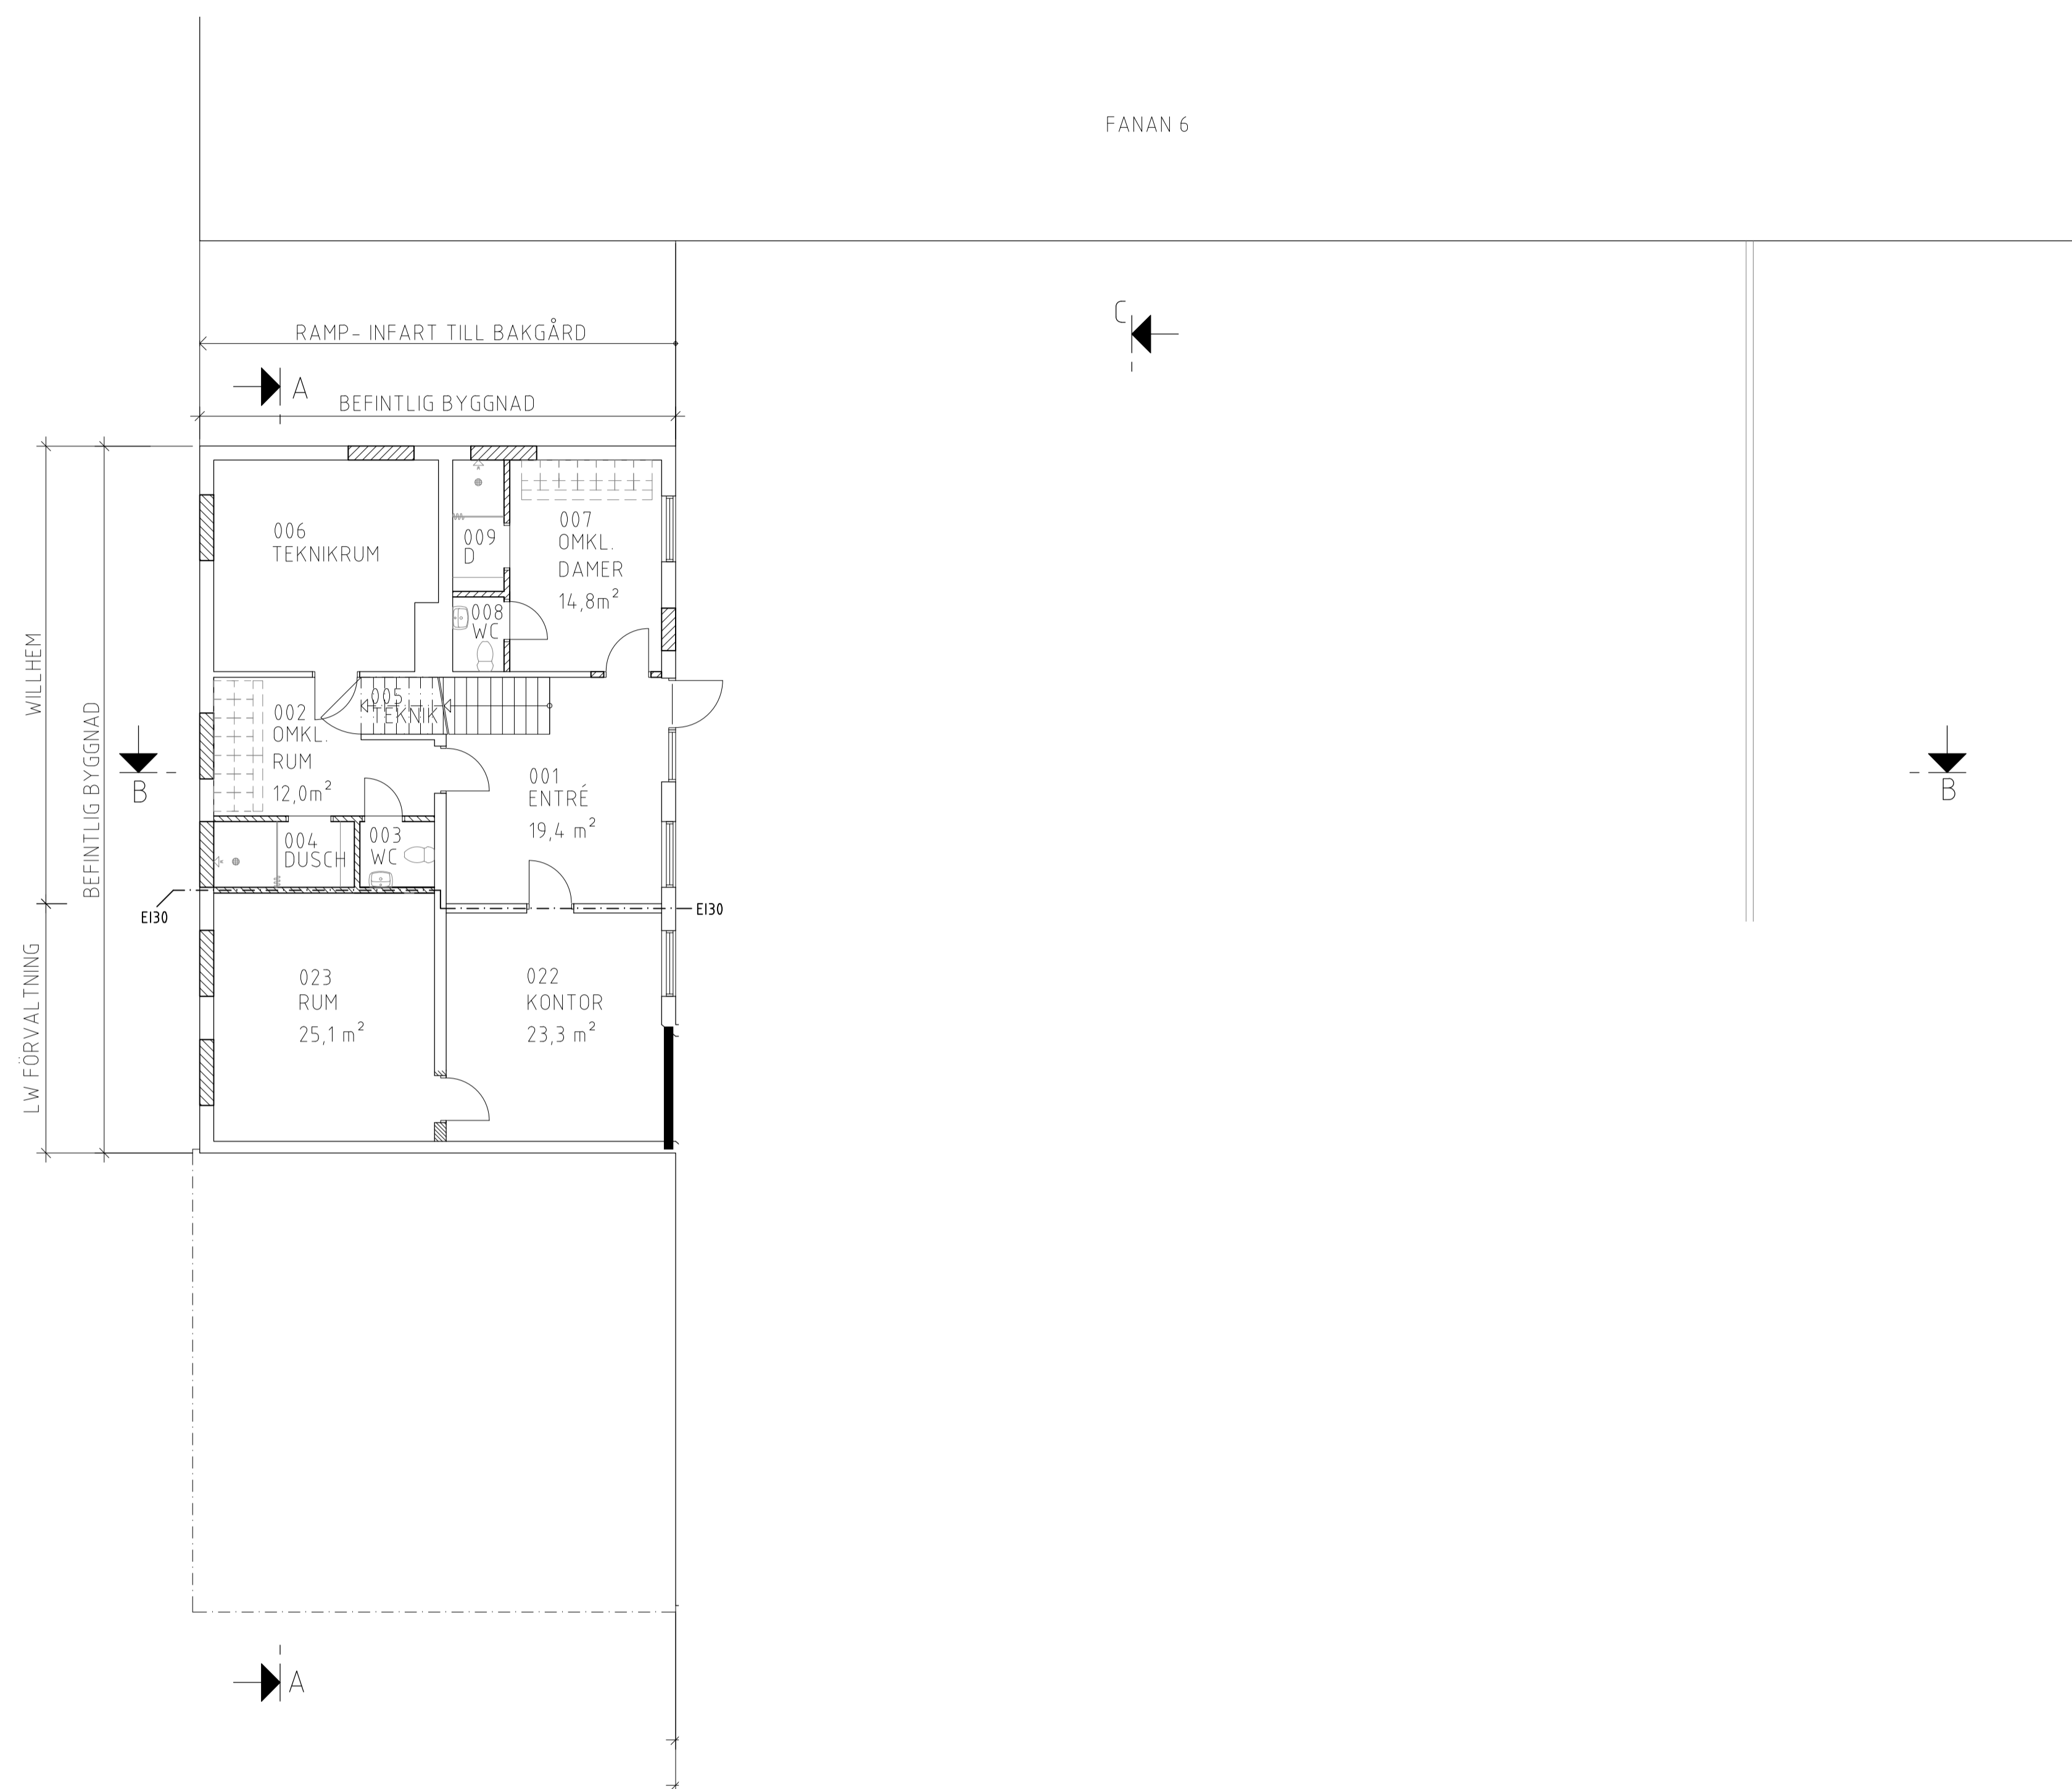 FANAN 6
C
RAMP- INFART TILL BAKGÅRD
A
BEFINTLIG BYGGNAD
006
TEKNIKRUM
009
D
007
OMKL.
DAMER
14,8m²
008
WC
WILLHEM
BEFINTLIG BYGGNAD
005
TEKNIK
002
OMKL.
RUM
12,0m²
B
001
ENTRÉ
19,4 m²
B
004
DUSCH
003
WC
EI30
EI30
LW FÖRVALTNING
023
RUM
25,1 m²
022
KONTOR
23,3 m²
A